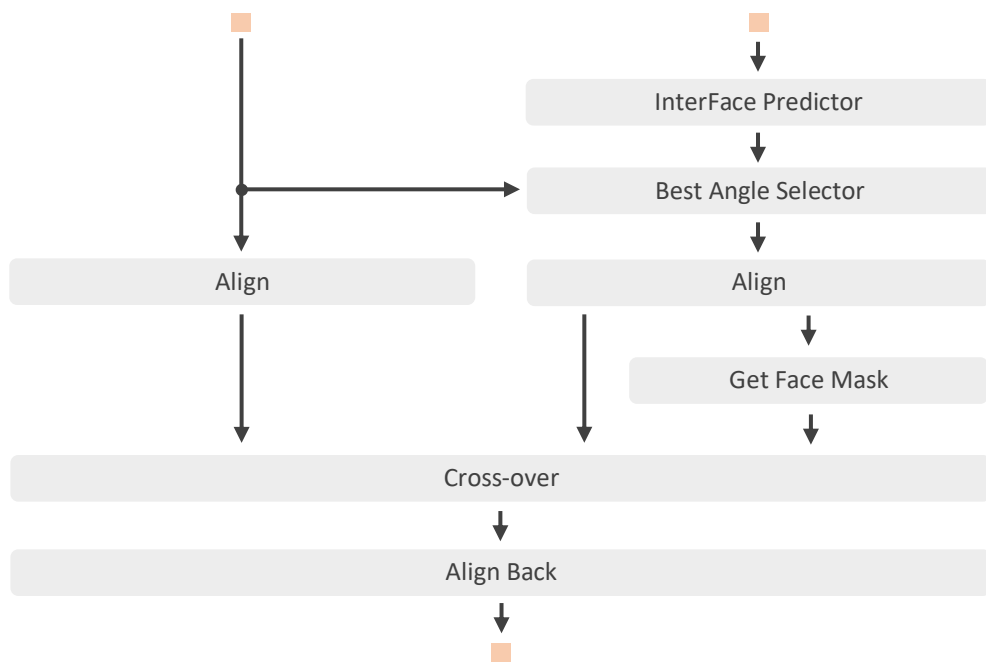 InterFace Predictor
Best Angle Selector
Align
Align
Get Face Mask
Cross-over
Align Back